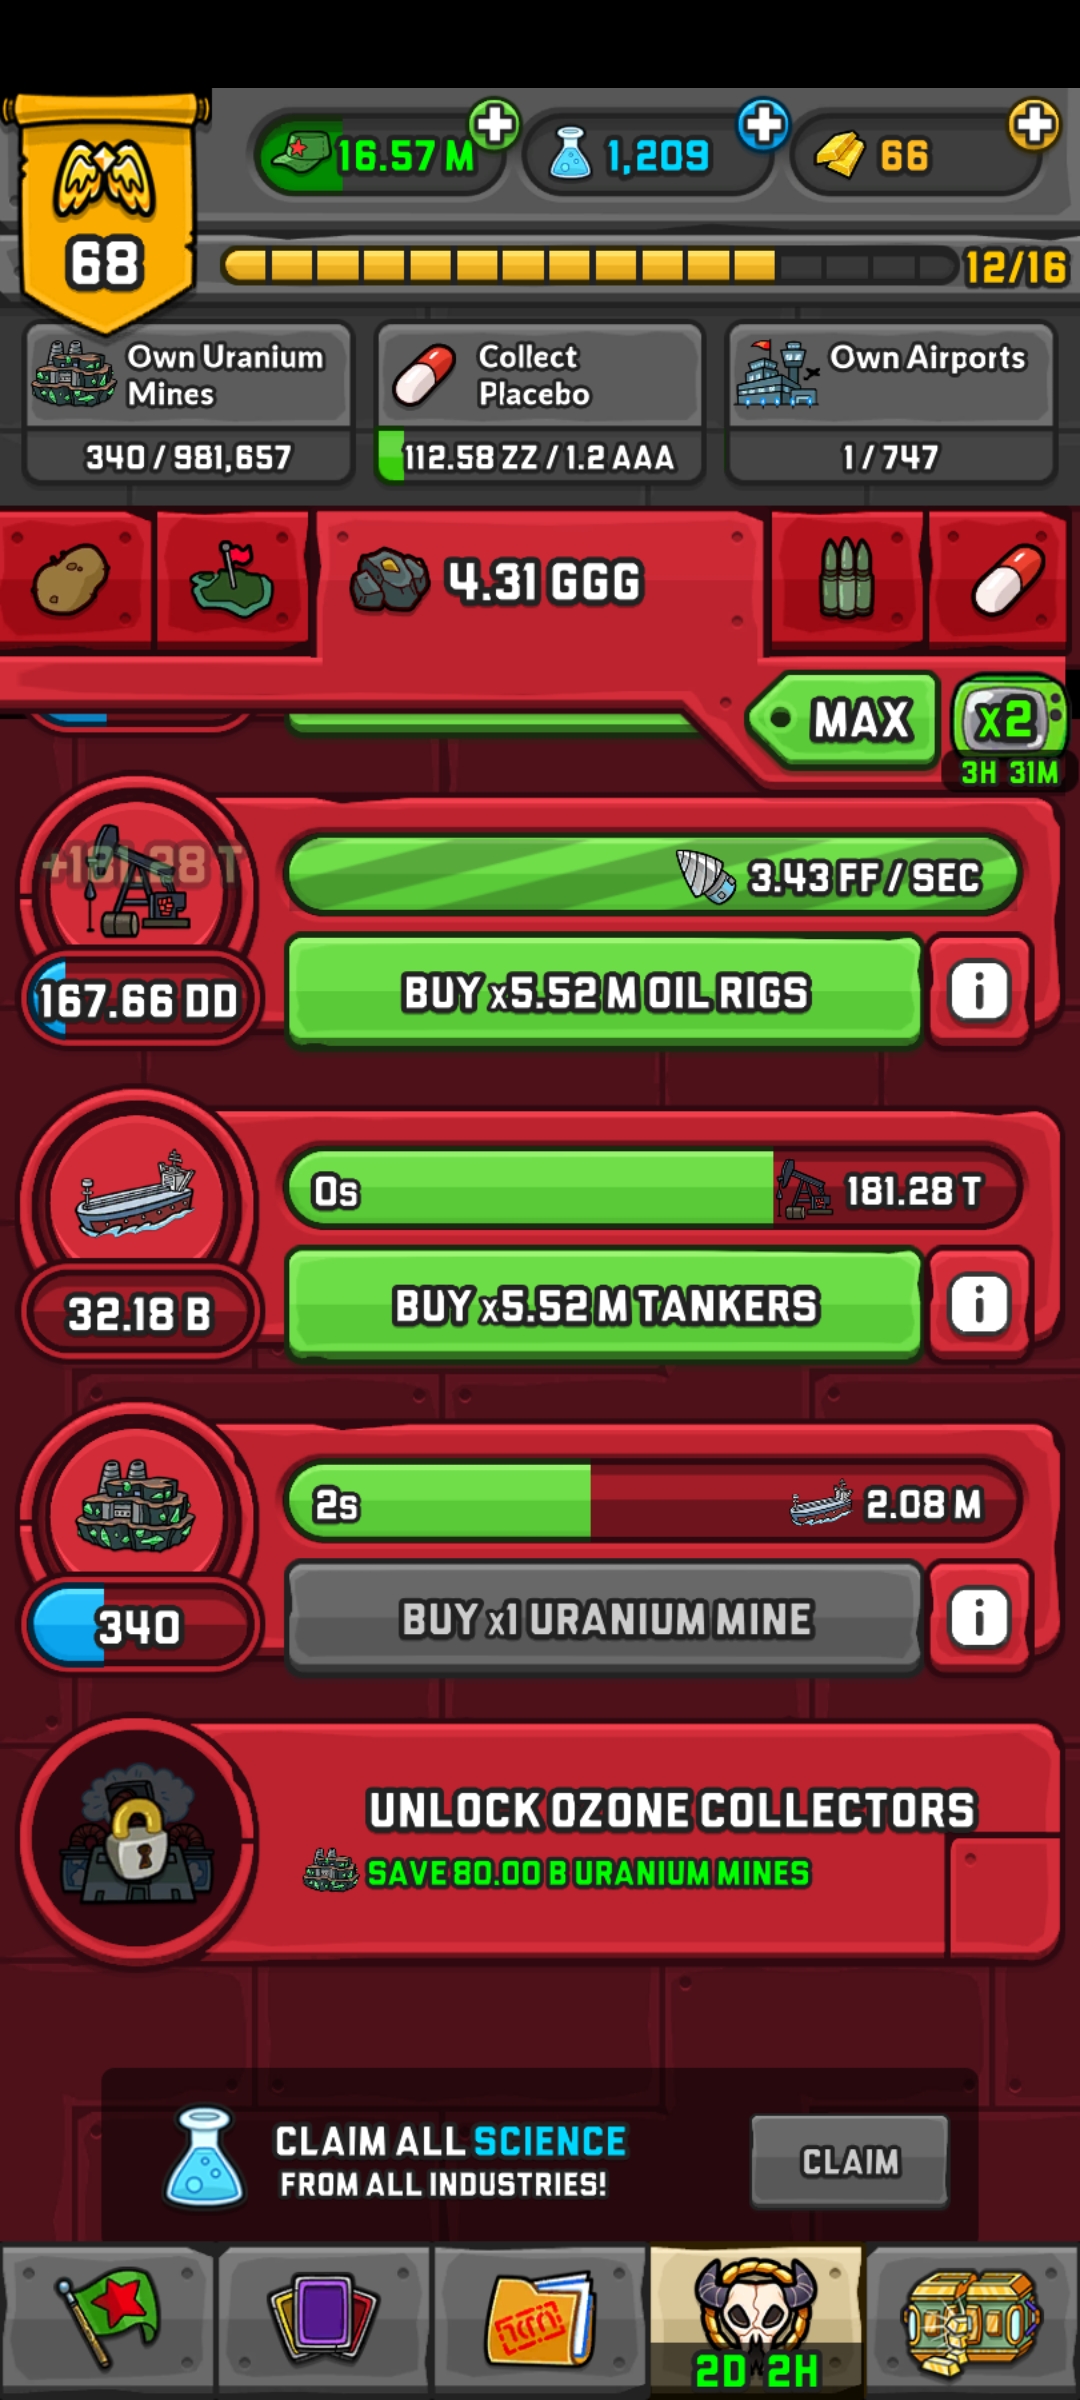 16.57 M
1,209
66
68
12/16
Own Uranium
Mines
340 / 981,657
Collect
Placebo
112.58 ZZ / 1.2 AAA
Own Airports
1 / 747
4.31 GGG
MAX
x2
3H 31M
+181.28 T
3.43 FF / SEC
167.66 DD
BUY x5.52 M OIL RIGS
i
0s
181.28 T
32.18 B
BUY x5.52 M TANKERS
i
2s
2.08 M
340
BUY x1 URANIUM MINE
i
UNLOCK OZONE COLLECTORS
SAVE 80.00 B URANIUM MINES
CLAIM ALL SCIENCE
FROM ALL INDUSTRIES!
CLAIM
2D 2H